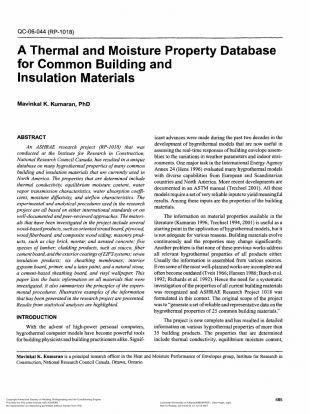 QC-06-044 (RP-1018)
A Thermal and Moisture Property Database
for Common Building and
Insulation Materials
Mavinkal K. Kumaran, PhD
ABSTRACT
An ASHRAE research project (RP-1018) that was
conducted at the Institute for Research in Construction,
National Research Council Canada, has resulted in a unique
database on many hygrothermal properties of many common
building and insulation materials that are currently used in
North America. The properties that are determined include
thermal conductivity, equilibrium moisture content, water
vapor transmission characteristics, water absorption coeffi-
cient, moisture diffusivity, and airflow characteristics. The
experimental and analytical procedures used in the research
project are all based on either international standards or on
well-documented and peer-reviewed approaches. The materi-
als that have been investigated in the project include several
wood-based products, such as oriented strand board, plywood,
wood fiberboard, and composite wood siding, masonry prod-
ucts, such as clay brick, mortar, and aerated concrete; five
species of lumber; cladding products, such as stucco, fiber
cement board, and the exterior coatings of EIFS systems; seven
insulation products; six sheathing membranes; interior
gypsum board, primer, and a latex paint; and a natural stone,
a cement-based sheathing board, and vinyl wallpaper. This
paper lists the basic information on all materials that were
investigated. It also summarizes the principles of the experi-
mental procedures. Illustrative examples of the information
that has been generated in the research project are presented.
Results from statistical analysis are highlighted.
INTRODUCTION
With the advent of high-power personal computers,
hygrothermal computer models have become powerful tools
for building physicists and building practitioners alike. Signif-
icant advances were made during the past two decades in the
development of hygrothermal models that are now useful in
assessing the real-time responses of building envelope assem-
blies to the variations in weather parameters and indoor envi-
ronments. One major task in the International Energy Agency
Annex 24 (Hens 1996) evaluated many hygrothermal models
with diverse capabilities from European and Scandinavian
countries and North America. More recent developments are
documented in an ASTM manual (Trechsel 2001). All these
models require a set of very reliable inputs to yield meaningful
results. Among these inputs are the properties of the building
materials.
The information on material properties available in the
literature (Kumaran 1996; Trechsel 1994, 2001) is useful as a
starting point in the application of hygrothermal models, but it
is not adequate for various reasons. Building materials evolve
continuously and the properties may change significantly.
Another problem is that none of these previous works address
all relevant hygrothermal properties of all products either.
Usually the information is assembled from various sources.
Even some of the most well-planned works are incomplete and
often become outdated (Tveit 1966; Hansen 1986; Burch et al.
1992; Richards et al. 1992). Hence the need for a systematic
investigation of the properties of all current building materials
was recognized and ASHRAE Research Project 1018 was
formulated in this context. The original scope of the project
was to "generate a set of reliable and representative data on the
hygrothermal properties of 25 common building materials."
The project is now complete and has resulted in detailed
information on various hygrothermal properties of more than
35 building products. The properties that are determined
include thermal conductivity, equilibrium moisture content,
Mavinkal K. Kumaran is a principal research officer in the Heat and Moisture Performance of Envelopes group, Institute for Research in
Construction, National Research Council Canada, Ottawa, Ontario.
485